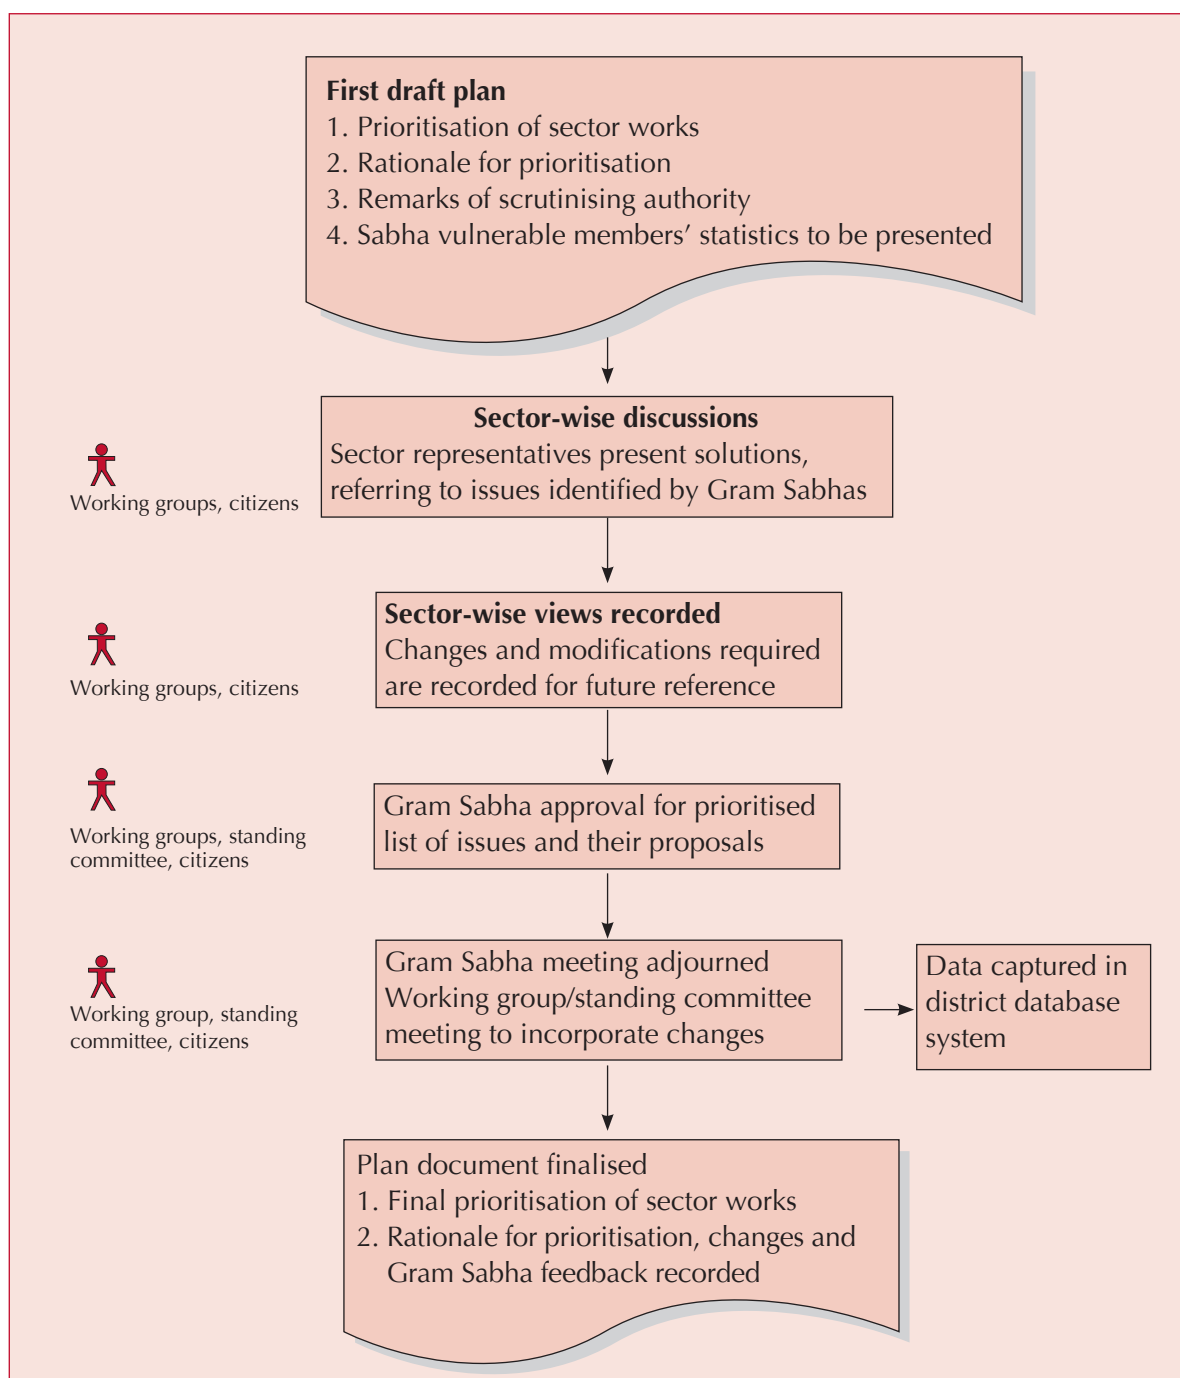 First draft plan
1. Prioritisation of sector works
2. Rationale for prioritisation
3. Remarks of scrutinising authority
4. Sabha vulnerable members’ statistics to be presented
Sector-wise discussions
Sector representatives present solutions,
referring to issues identified by Gram Sabhas
Working groups, citizens
Sector-wise views recorded
Changes and modifications required
are recorded for future reference
Working groups, citizens
Gram Sabha approval for prioritised
list of issues and their proposals
Working groups, standing
committee, citizens
Gram Sabha meeting adjourned
Working group/standing committee
meeting to incorporate changes
Working group, standing
committee, citizens
Data captured in
district database
system
Plan document finalised
1. Final prioritisation of sector works
2. Rationale for prioritisation, changes and
Gram Sabha feedback recorded